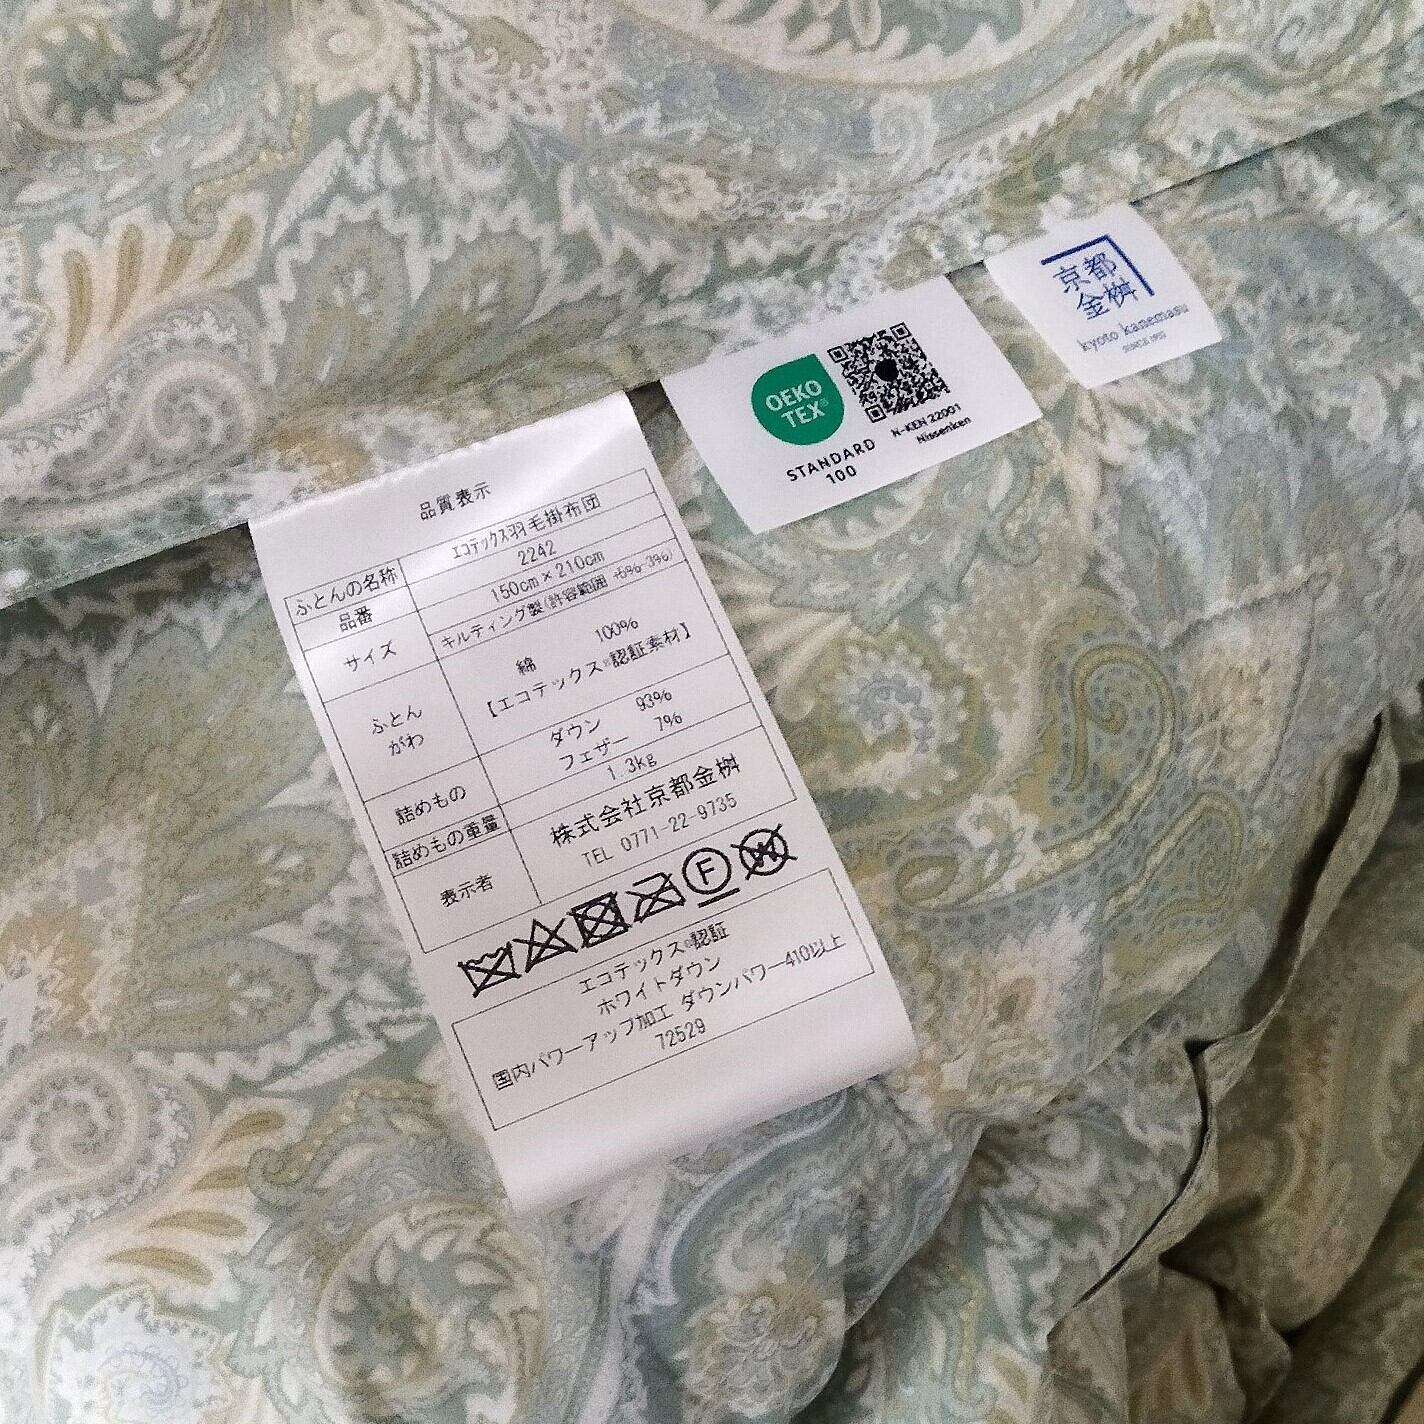 品質表示
ふとんの名称 エコテックス羽毛掛布団
品番 2242
サイズ 150cm×210cm
キルティング製(許容範囲 +5%-3%)
ふとんがわ 綿 100%
【エコテックス®認証素材】
詰めもの ダウン 93%
フェザー 7%
詰めもの重量 1.3kg
表示者 株式会社京都金桝
TEL 0771-22-9735
F
W
エコテックス®認証
ホワイトダウン
国内パワーアップ加工 ダウンパワー410以上
72529
OEKO
TEX®
STANDARD
100
N-KEN 22001
Nissenken
京都
金桝
kyoto kanemasu